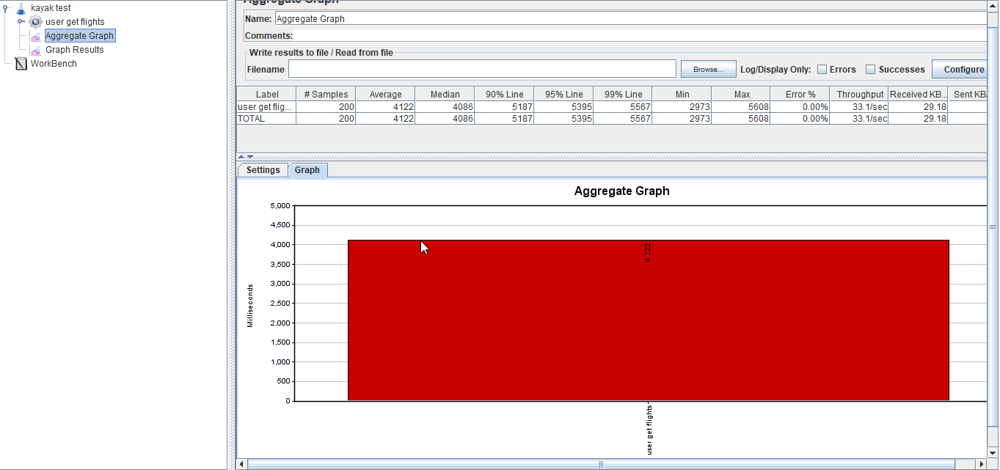 kayak test
user get flights
Aggregate Graph
Graph Results
WorkBench
Aggregate Graph
Name: Aggregate Graph
Comments:
Write results to file / Read from file
Filename Browse... Log/Display Only: Errors Successes Configure
Label # Samples Average Median 90% Line 95% Line 99% Line Min Max Error % Throughput Received KB... Sent KB/
user get flig... 200 4122 4086 5187 5395 5567 2973 5608 0.00% 33.1/sec 29.18
TOTAL 200 4122 4086 5187 5395 5567 2973 5608 0.00% 33.1/sec 29.18
Settings Graph
Aggregate Graph
5,000
4,500
4,000
3,500
3,000
2,500
2,000
1,500
1,000
500
0
Milliseconds
4,122
user get flights